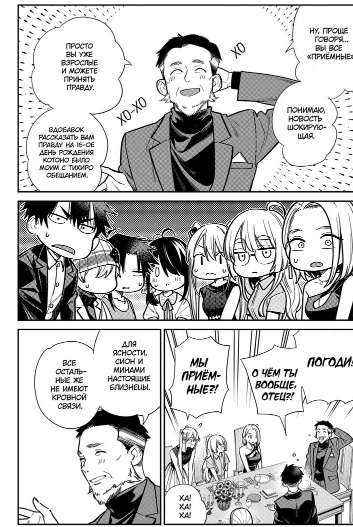 НУ, ПРОЩЕ
ГОВОРЯ...
ВЫ ВСЕ
«ПРИЁМНЫЕ».
ХО
ПРОСТО
ВЫ УЖЕ
ВЗРОСЛЫЕ
И МОЖЕТЕ
ПРИНЯТЬ
ПРАВДУ.
ПОНИМАЮ,
НОВОСТЬ
ШОКИРУЮ-
ЩАЯ.
ХО-ХО
ВДОБАВОК
РАССКАЗАТЬ ВАМ
ПРАВДУ НА 15-ОЕ
ДЕНЬ РОЖДЕНИЯ
КОТОНО БЫЛО
МОИМ С ТИХИРО
ОБЕЩАНИЕМ.
ПОГОДИ!
О ЧЁМ ТЫ
ВООБЩЕ,
ОТЕЦ?!
МЫ
ПРИЁМ-
НЫЕ?!
ХА!
ХА!
ХА!
ДЛЯ
ЯСНОСТИ,
СИОН И
МИНАМИ
НАСТОЯЩИЕ
БЛИЗНЕЦЫ.
ВСЕ
ОСТАЛЬ-
НЫЕ ЖЕ
НЕ ИМЕЮТ
КРОВНОЙ
СВЯЗИ.